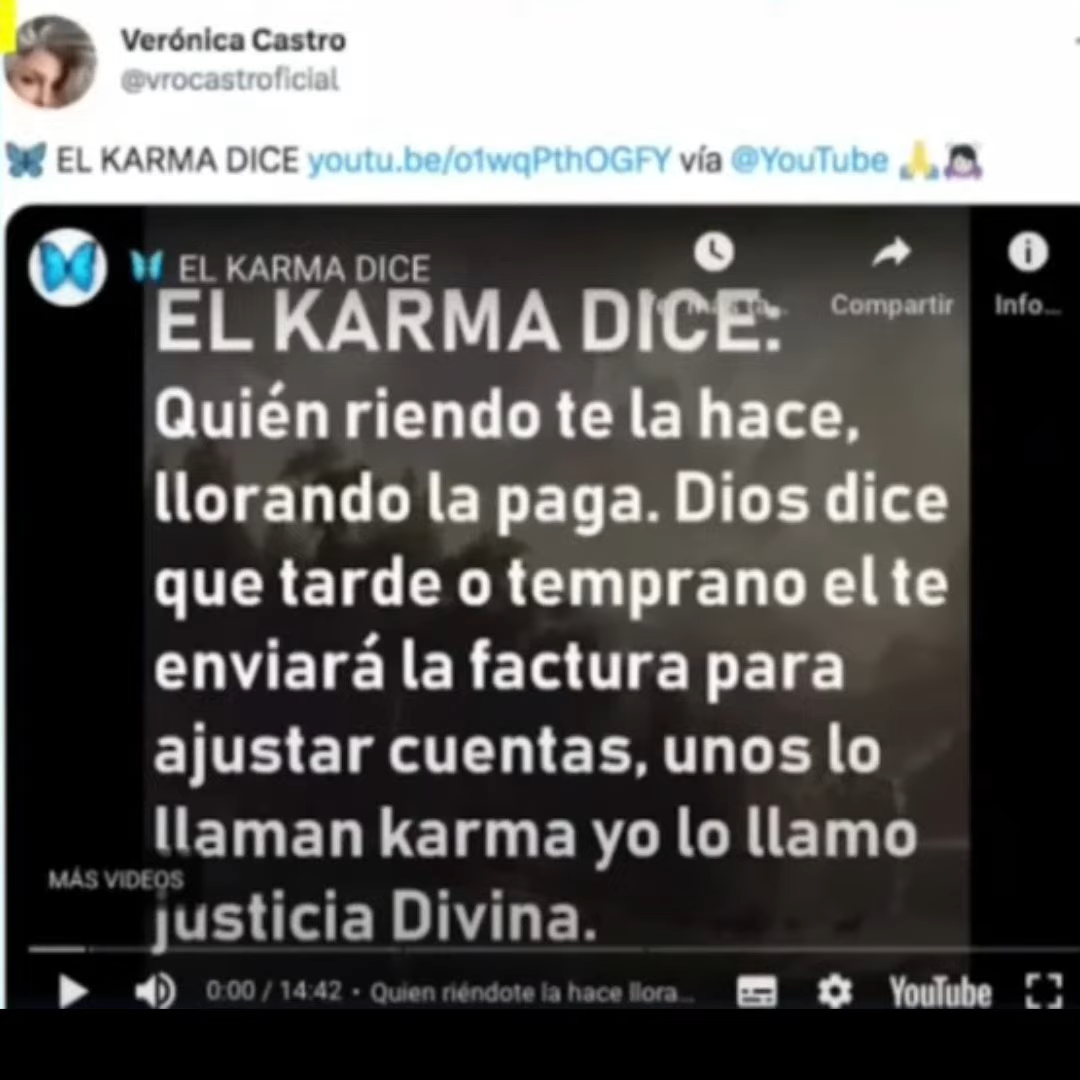 Verónica Castro
@vrocastroficial
EL KARMA DICE youtu.be/o1wqPthOGFY vía @YouTube
EL KARMA DICE
Compartir
Info...
EL KARMA DICE:
Quién riendo te la hace,
llorando la paga. Dios dice
que tarde o temprano el te
enviará la factura para
ajustar cuentas, unos lo
llaman karma yo lo llamo
justicia Divina.
MÁS VIDEOS
0:00 / 14:42 • Quien riéndote la hace llora...
YouTube